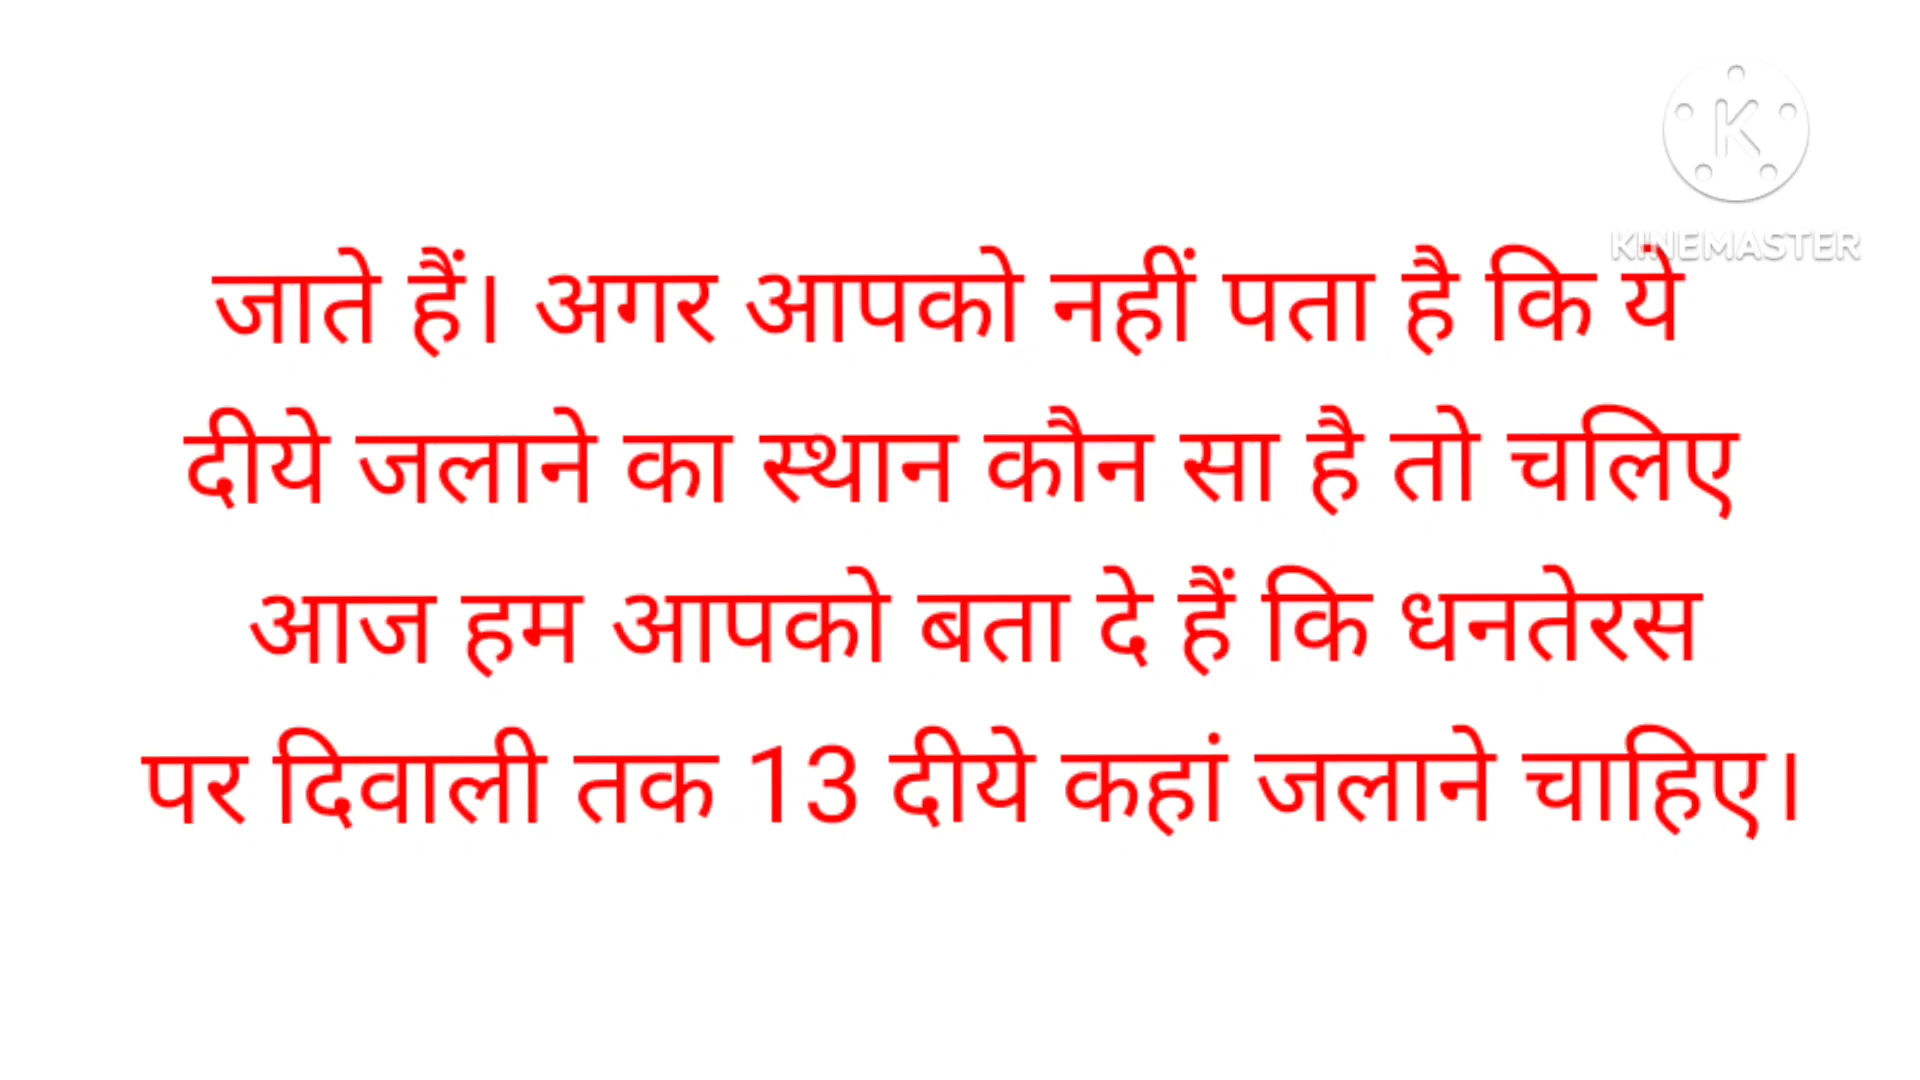 KINEMASTER
जाते हैं। अगर आपको नहीं पता है कि ये
दीये जलाने का स्थान कौन सा है तो चलिए
आज हम आपको बता दे हैं कि धनतेरस
पर दिवाली तक 13 दीये कहां जलाने चाहिए।